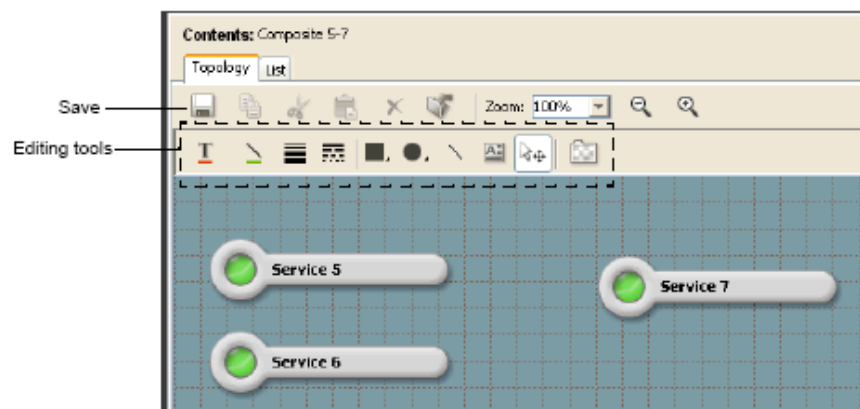 Contents: Composite 5-7
Topology List
Save
Zoom: 100%
Editing tools
T
A
Service 5
Service 7
Service 6